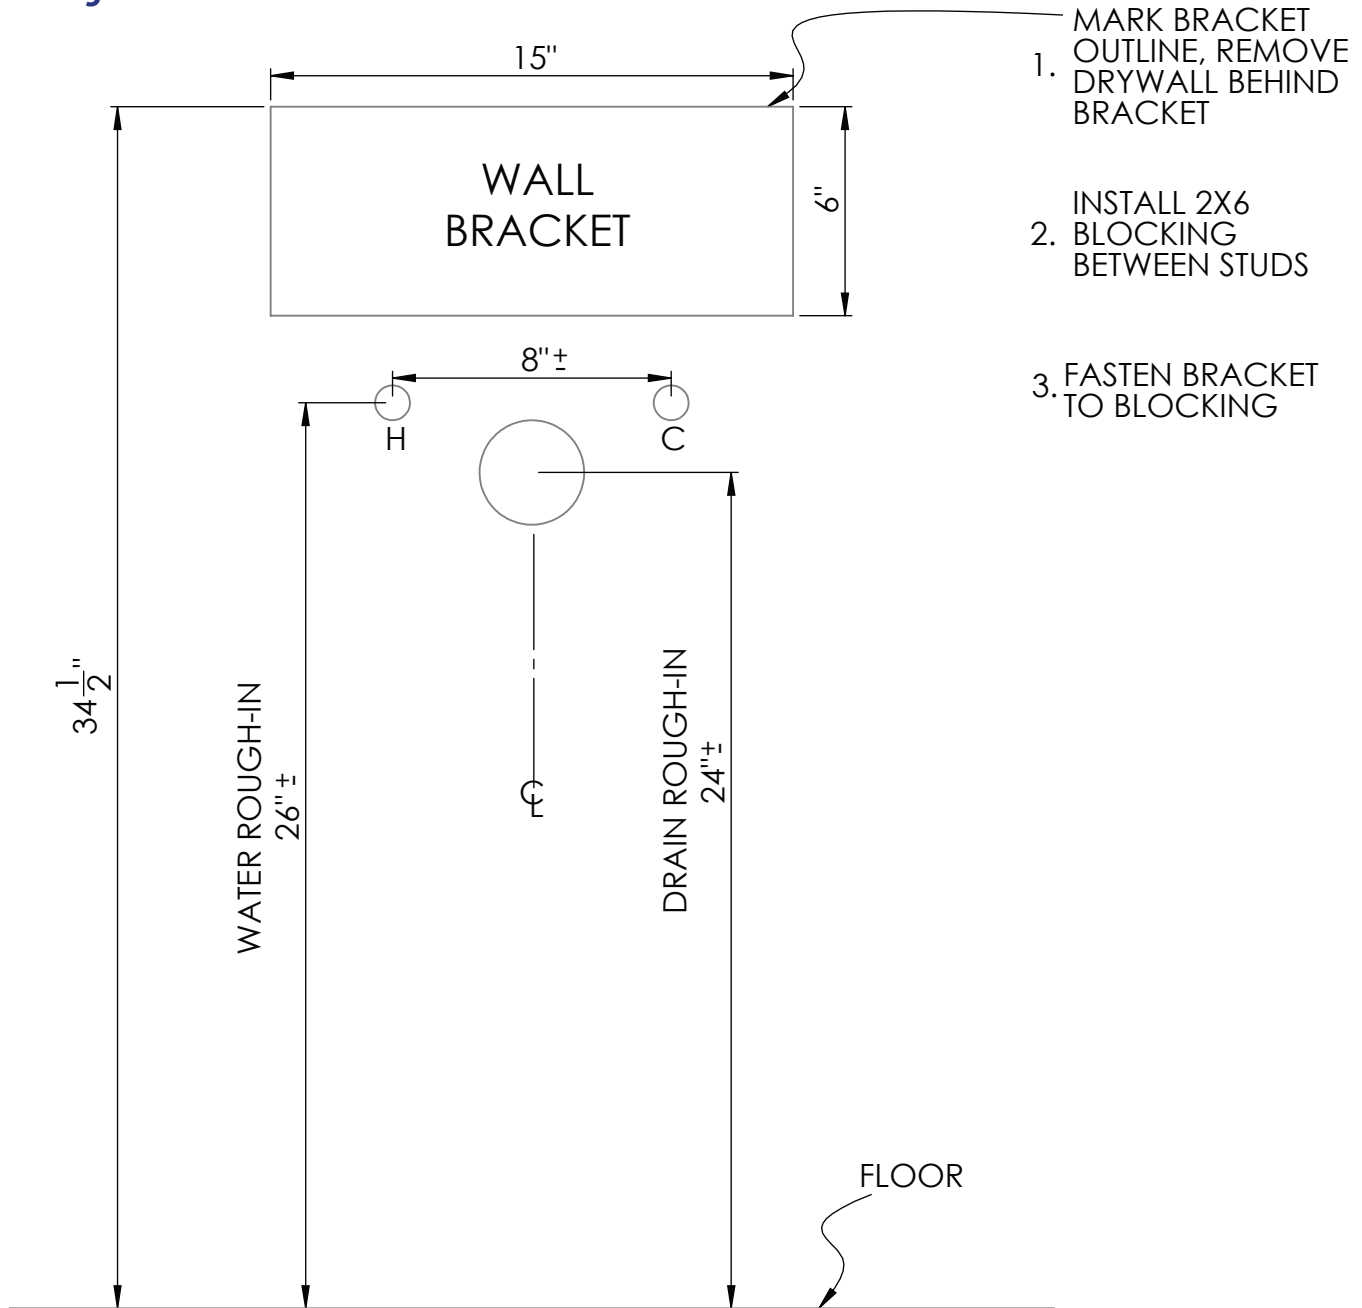 15"
MARK BRACKET
1. OUTLINE, REMOVE
DRYWALL BEHIND
BRACKET
WALL
BRACKET
6"
INSTALL 2X6
2. BLOCKING
BETWEEN STUDS
8"±
3. FASTEN BRACKET
TO BLOCKING
H
C
34 1/2"
WATER ROUGH-IN
26"±
℄
DRAIN ROUGH-IN
24"±
FLOOR